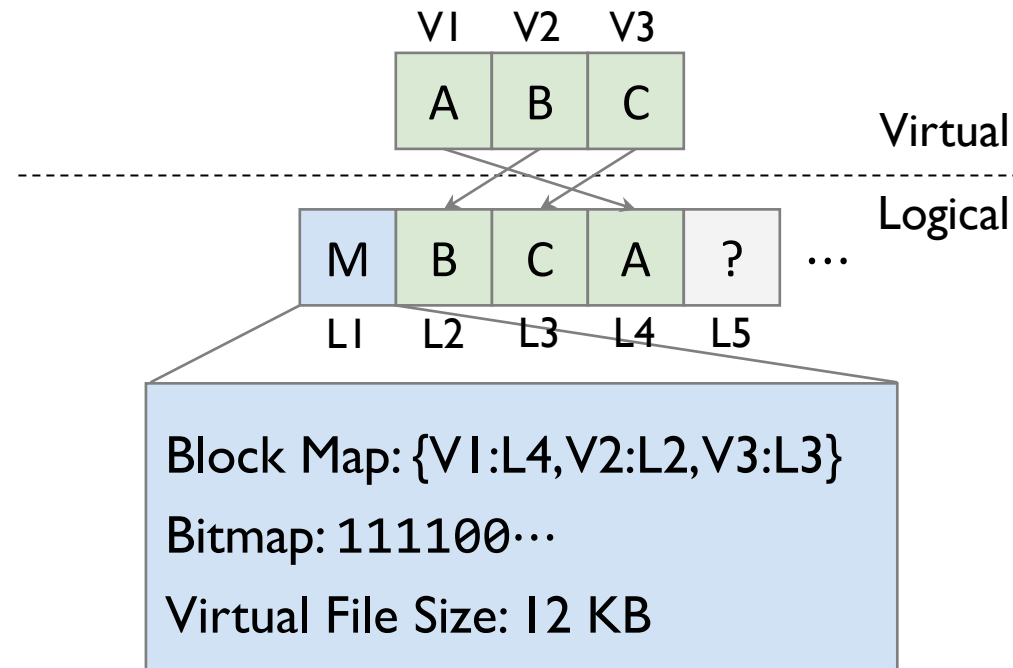 V1 V2 V3
A B C
Virtual
Logical
M B C A ? ⋯
L1 L2 L3 L4 L5
Block Map: {V1:L4, V2:L2, V3:L3}
Bitmap: 111100⋯
Virtual File Size: 12 KB